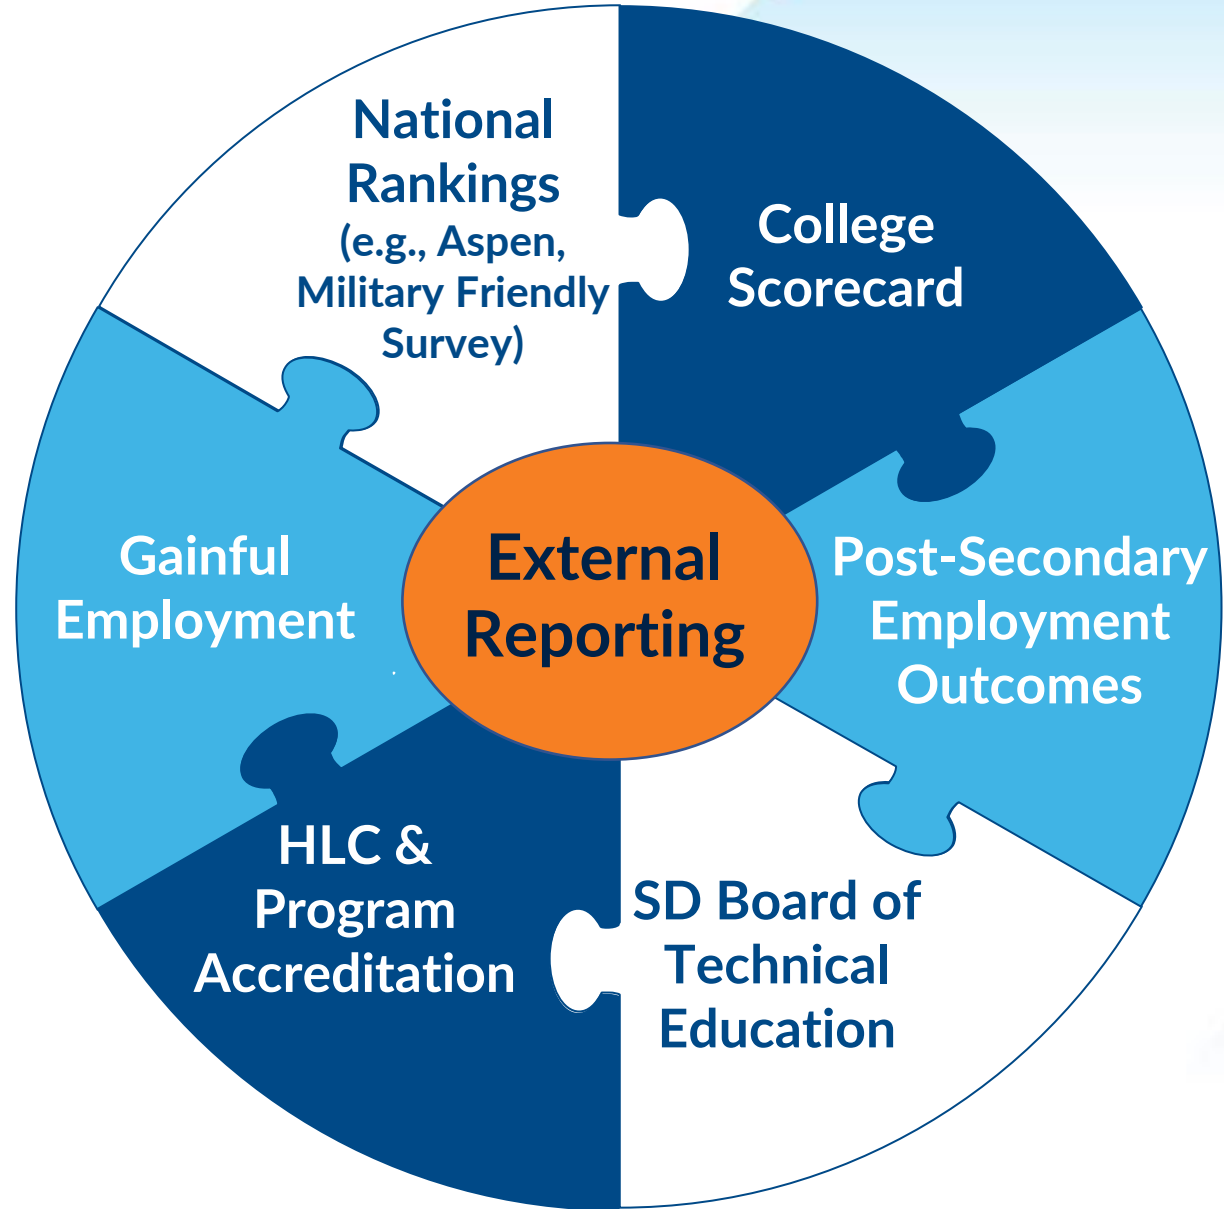 National
Rankings
(e.g., Aspen,
Military Friendly
Survey)
College
Scorecard
Post-Secondary
Employment
Outcomes
SD Board of
Technical
Education
HLC &
Program
Accreditation
Gainful
Employment
External
Reporting